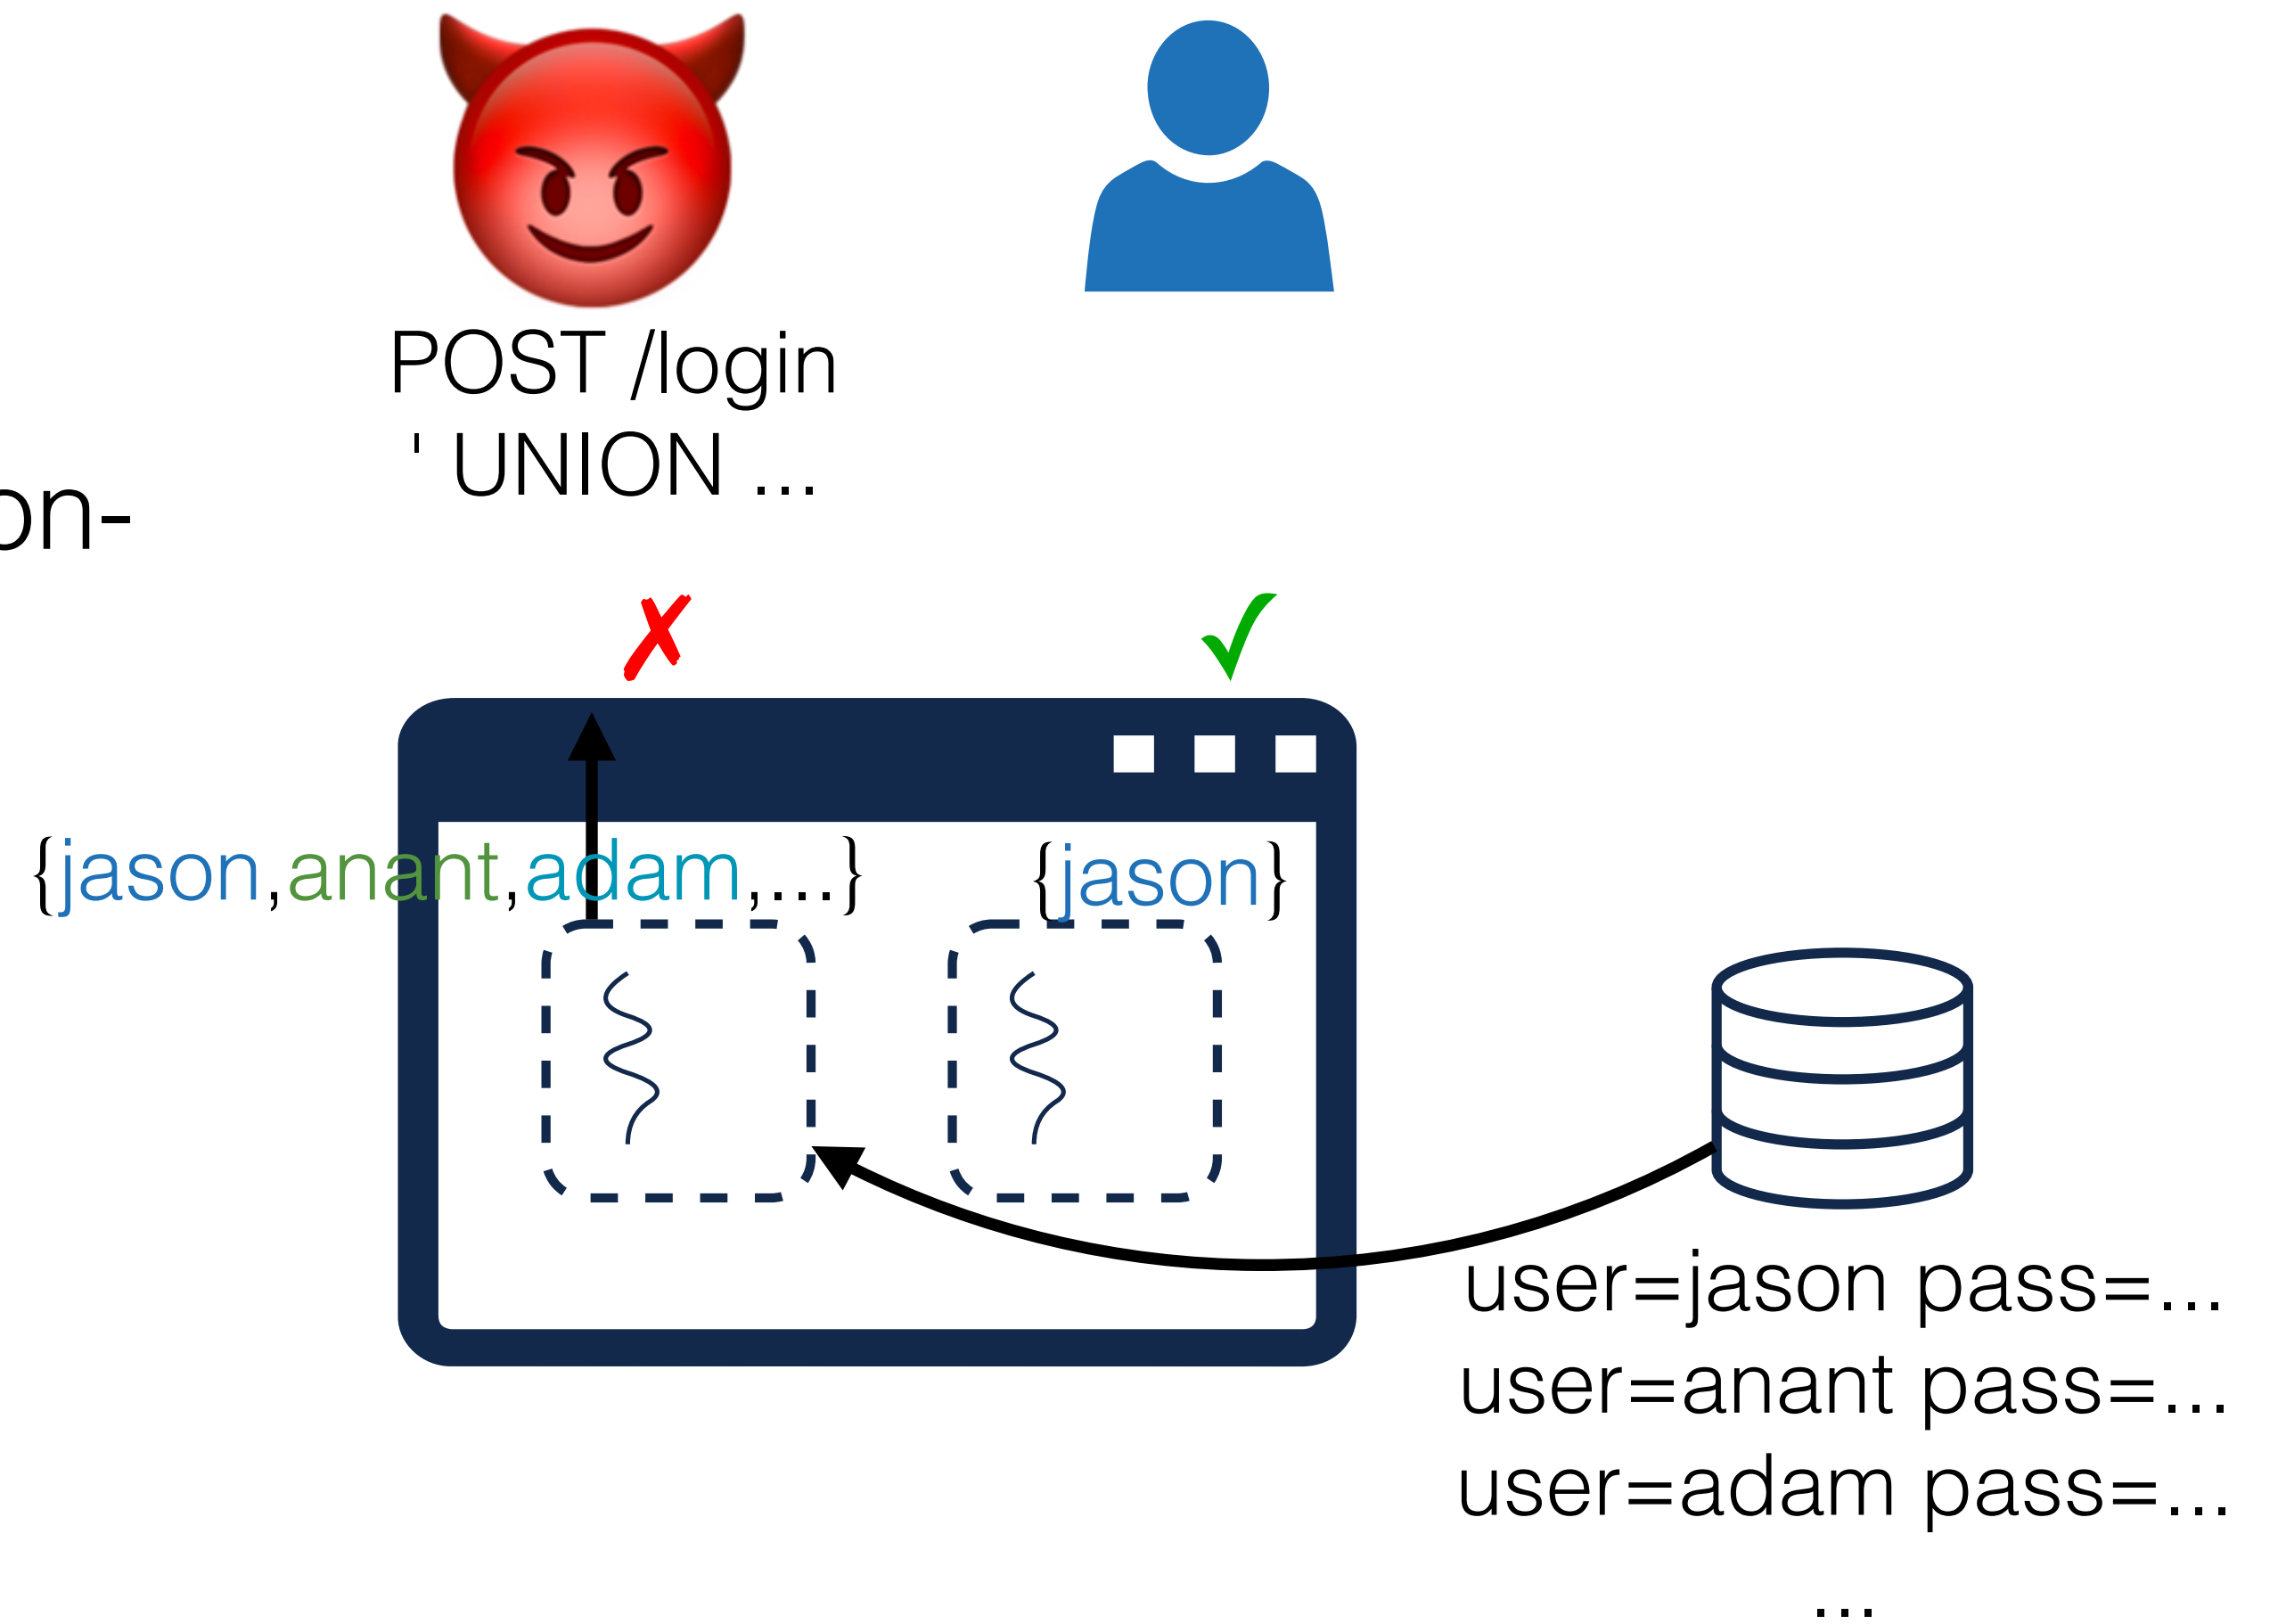 POST /login
' UNION ...
on-
✗ ✓
{jason,anant,adam,...} {jason}
user=jason pass=...
user=anant pass=...
user=adam pass=...
...